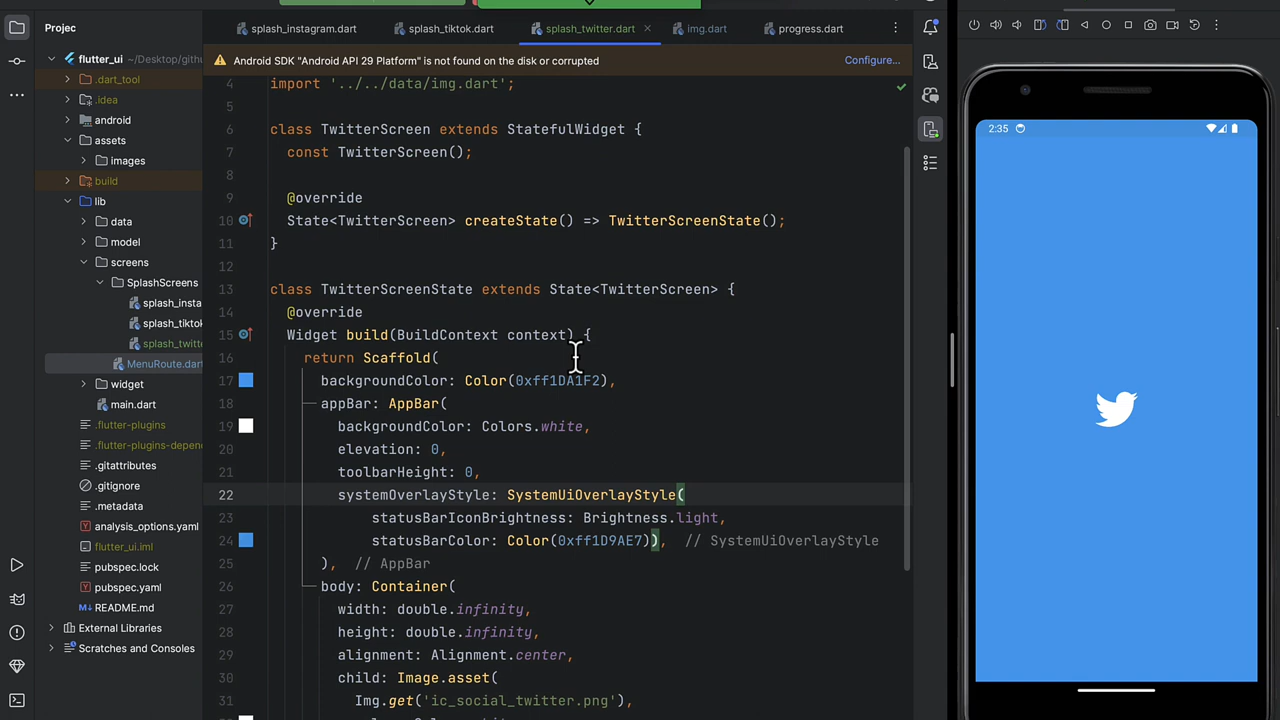 Project
splash_instagram.dart
splash_tiktok.dart
splash_twitter.dart
img.dart
progress.dart
Android SDK "Android API 29 Platform" is not found on the disk or corrupted
Configure...
flutter_ui ~/Desktop/gith
.dart_tool
.idea
android
assets
images
build
lib
data
model
screens
SplashScreens
splash_insta
splash_tiktok
splash_twitt
MenuRoute.dart
widget
main.dart
.flutter-plugins
.flutter-plugins-depend
.gitattributes
.gitignore
.metadata
analysis_options.yaml
flutter_ui.iml
pubspec.lock
pubspec.yaml
README.md
External Libraries
Scratches and Consoles
4 import '../../data/img.dart';
5
6 class TwitterScreen extends StatefulWidget {
7 const TwitterScreen();
8
9 @override
10 State<TwitterScreen> createState() => TwitterScreenState();
11 }
12
13 class TwitterScreenState extends State<TwitterScreen> {
14 @override
15 Widget build(BuildContext context) {
16 return Scaffold(
17 backgroundColor: Color(0xff1DA1F2),
18 appBar: AppBar(
19 backgroundColor: Colors.white,
20 elevation: 0,
21 toolbarHeight: 0,
22 systemOverlayStyle: SystemUiOverlayStyle(
23 statusBarIconBrightness: Brightness.light,
24 statusBarColor: Color(0xff1D9AE7)), // SystemUiOverlayStyle
25 ), // AppBar
26 body: Container(
27 width: double.infinity,
28 height: double.infinity,
29 alignment: Alignment.center,
30 child: Image.asset(
31 Img.get('ic_social_twitter.png'),
2:35